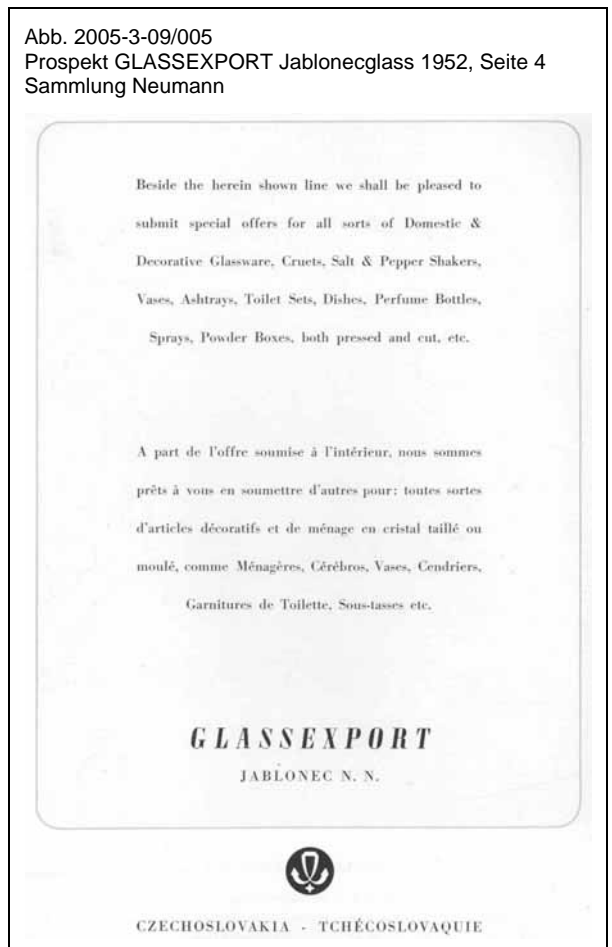 Abb. 2005-3-09/005
Prospekt GLASSEXPORT Jablonecglass 1952, Seite 4
Sammlung Neumann
Beside the herein shown line we shall be pleased to
submit special offers for all sorts of Domestic &
Decorative Glassware, Cruets, Salt & Pepper Shakers,
Vases, Ashtrays, Toilet Sets, Dishes, Perfume Bottles,
Sprays, Powder Boxes, both pressed and cut, etc.
A part de l'offre soumise à l'intérieur, nous sommes
prêts à vous en soumettre d'autres pour: toutes sortes
d'articles décoratifs et de ménage en cristal taillé ou
moulé, comme Ménagères, Cérébros, Vases, Cendriers,
Garnitures de Toilette, Sous-tasses etc.
GLASSEXPORT
JABLONEC N. N.
CZECHOSLOVAKIA - TCHÉCOSLOVAQUIE